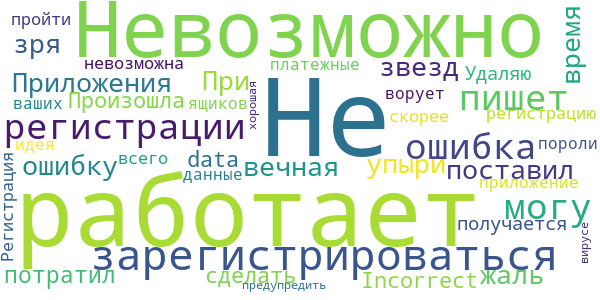 пройти
Невозможно
время
зря
невозможна
платежные
звезд
Удаляю
Приложения
При
ваших
Произошла
ящиков
хорошая
Не
ворует
пишет
скорее
регистрацию
регистрации
идея
ошибка
пороли
Регистрация
ошибку
всего
data
данные
вечная
упыри
поставил
приложение
работает
могу
получается
вирусе
зарегистрироваться
потратил
сделать
предупредить
Incorrect
жаль